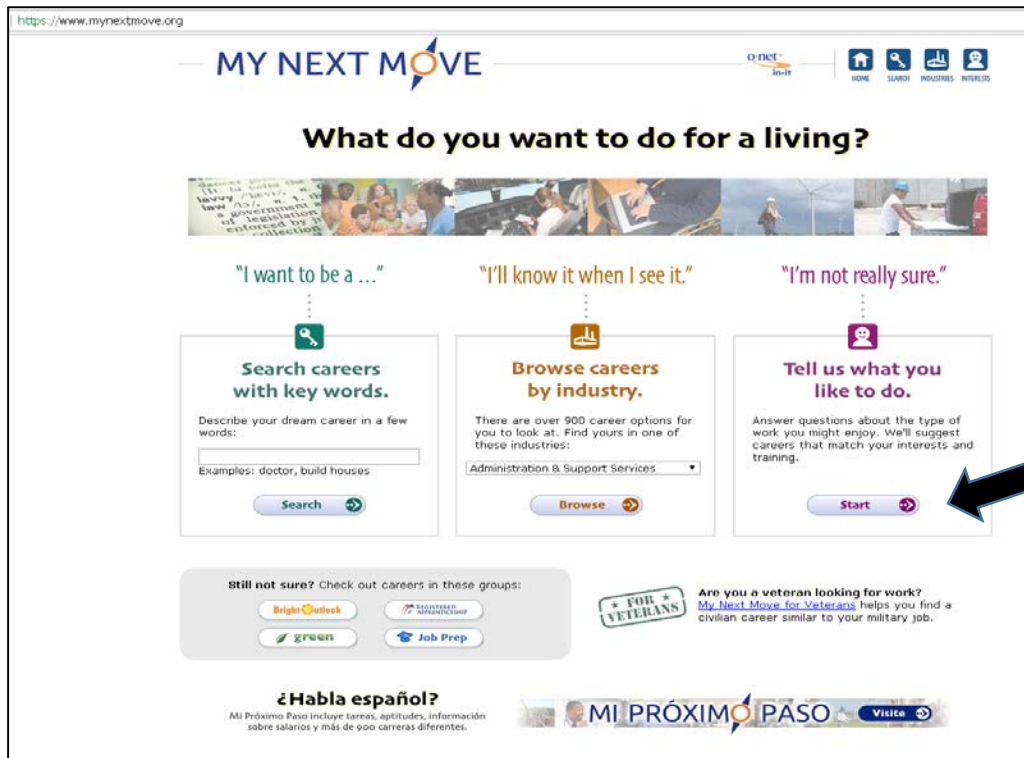 https://www.mynextmove.org
MY NEXT MOVE
o·net
in-it
HOME SEARCH INDUSTRIES INTERESTS
What do you want to do for a living?
lavvy
law
a government
of legislation
enforced by
collection
"I want to be a ..."
"I'll know it when I see it."
"I'm not really sure."
Search careers
with key words.
Describe your dream career in a few
words:
Examples: doctor, build houses
Search
Browse careers
by industry.
There are over 900 career options for
you to look at. Find yours in one of
these industries:
Administration & Support Services
Browse
Tell us what you
like to do.
Answer questions about the type of
work you might enjoy. We'll suggest
careers that match your interests and
training.
Start
Still not sure? Check out careers in these groups:
Bright Outlook
REGISTERED
APPRENTICESHIP
green
Job Prep
FOR
VETERANS
Are you a veteran looking for work?
My Next Move for Veterans helps you find a
civilian career similar to your military job.
¿Habla español?
Mi Próximo Paso incluye tareas, aptitudes, información
sobre salarios y más de 900 carreras diferentes.
MI PRÓXIMO PASO
Visite